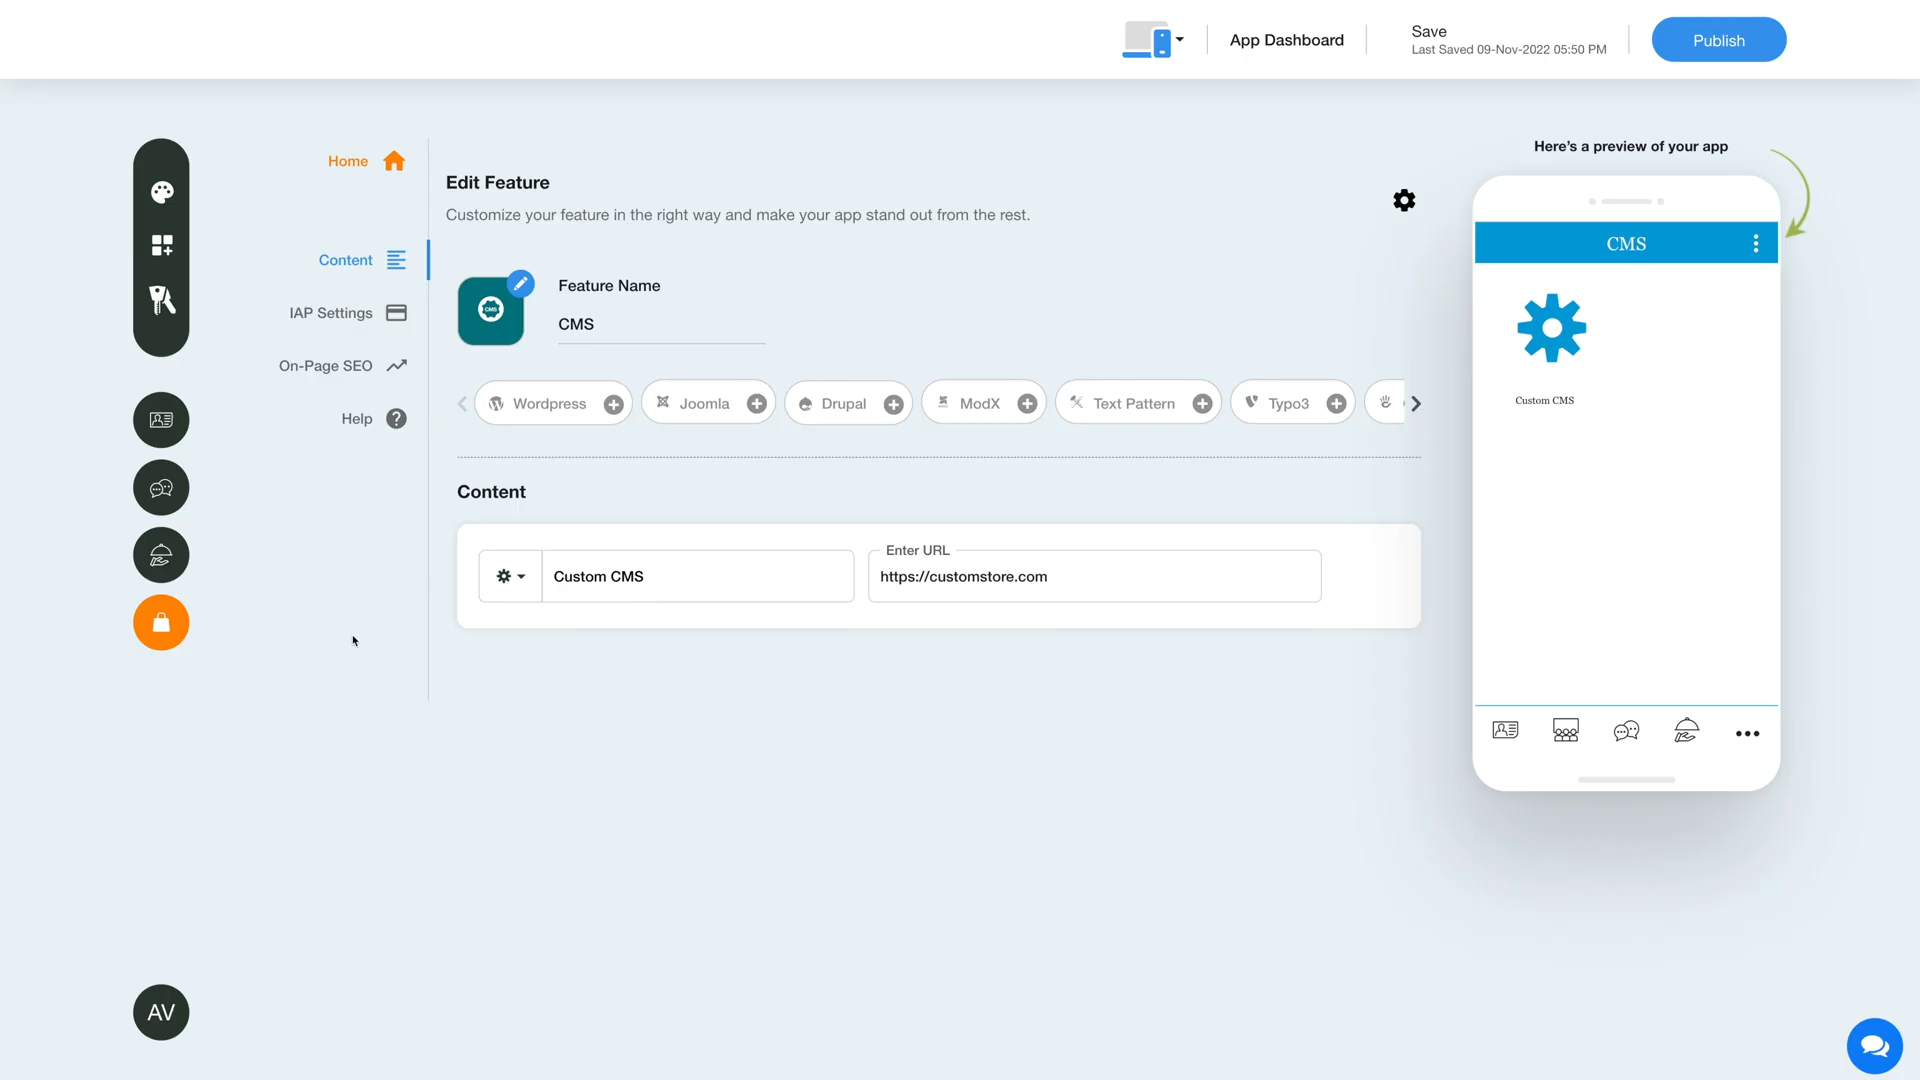 App Dashboard
Save
Last Saved 09-Nov-2022 05:50 PM
Publish
Home
Content
IAP Settings
On-Page SEO
Help
AV
Edit Feature
Customize your feature in the right way and make your app stand out from the rest.
CMS
Feature Name
CMS
Wordpress
Joomla
Drupal
ModX
Text Pattern
Typo3
Content
Custom CMS
Enter URL
https://customstore.com
Here's a preview of your app
CMS
Custom CMS